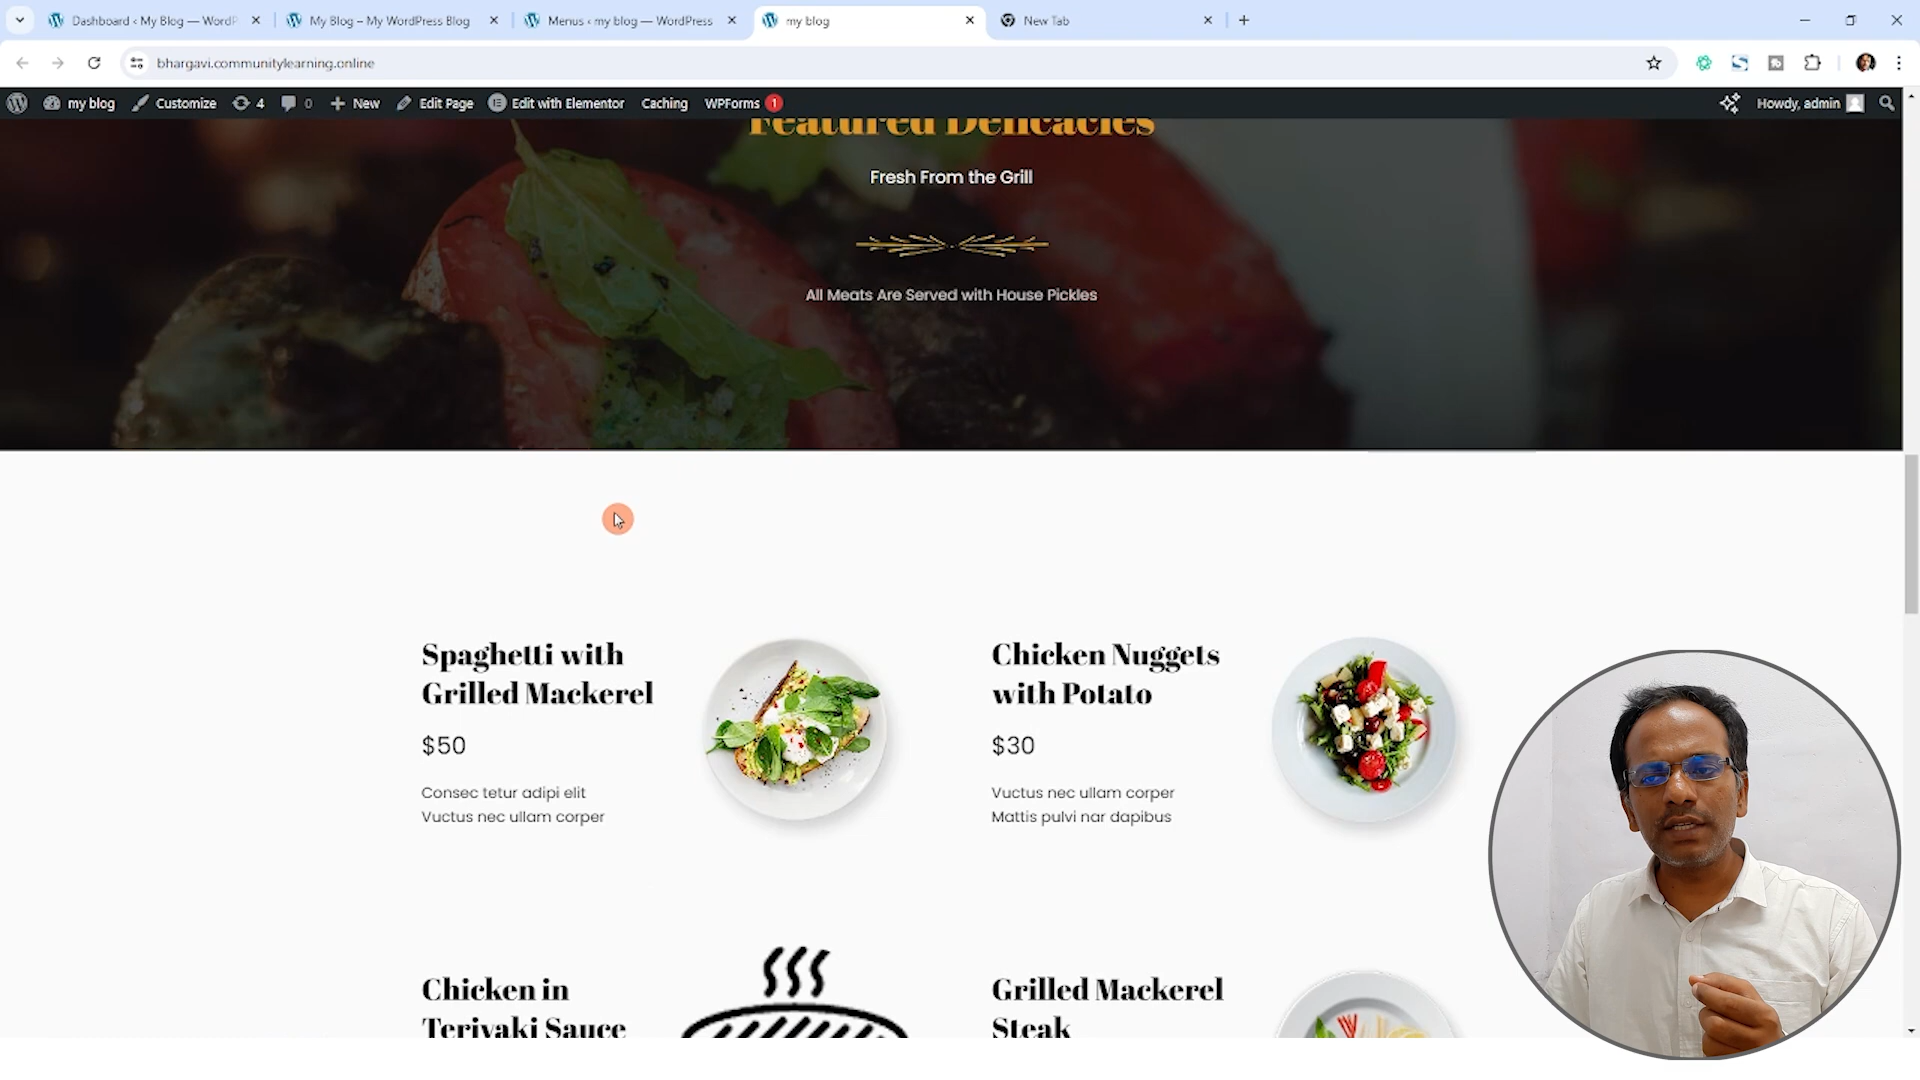 Dashboard ‹ My Blog — WordP
My Blog – My WordPress Blog
Menus ‹ my blog — WordPress
my blog
New Tab
bhargavi.communitylearning.online
my blog
Customize
4
0
New
Edit Page
Edit with Elementor
Caching
WPForms
1
Howdy, admin
Featured Delicacies
Fresh From the Grill
All Meats Are Served with House Pickles
Spaghetti with
Grilled Mackerel
$50
Consec tetur adipi elit
Vuctus nec ullam corper
Chicken Nuggets
with Potato
$30
Vuctus nec ullam corper
Mattis pulvi nar dapibus
Chicken in
Teriyaki Sauce
Grilled Mackerel
Steak